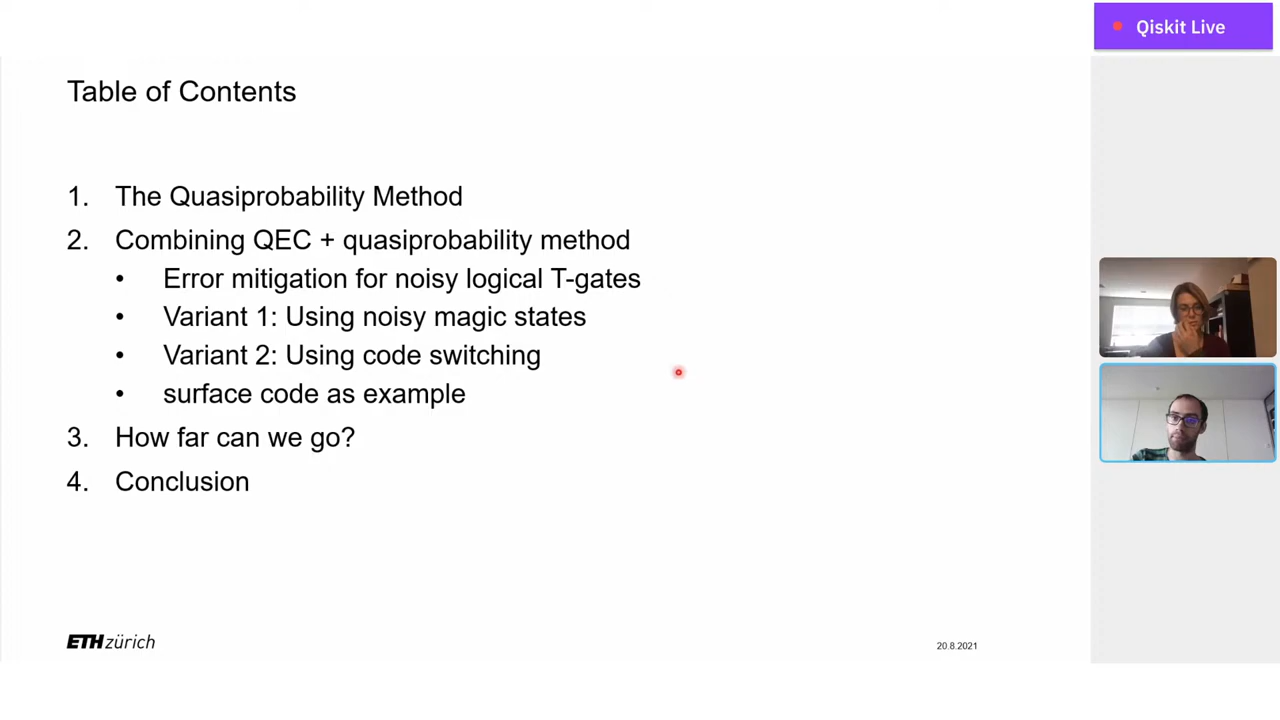 Qiskit Live
Table of Contents
1. The Quasiprobability Method
2. Combining QEC + quasiprobability method
• Error mitigation for noisy logical T-gates
• Variant 1: Using noisy magic states
• Variant 2: Using code switching
• surface code as example
3. How far can we go?
4. Conclusion
ETH zürich
20.8.2021